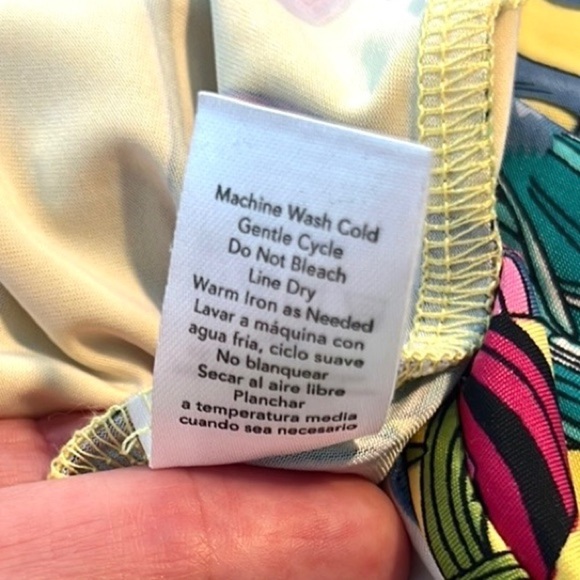 Machine Wash Cold
Gentle Cycle
Do Not Bleach
Line Dry
Warm Iron as Needed
Lavar a máquina con
agua fria, ciclo suave
No blanquear
Secar al aire libre
Planchar
a temperatura media
cuando sea necesario